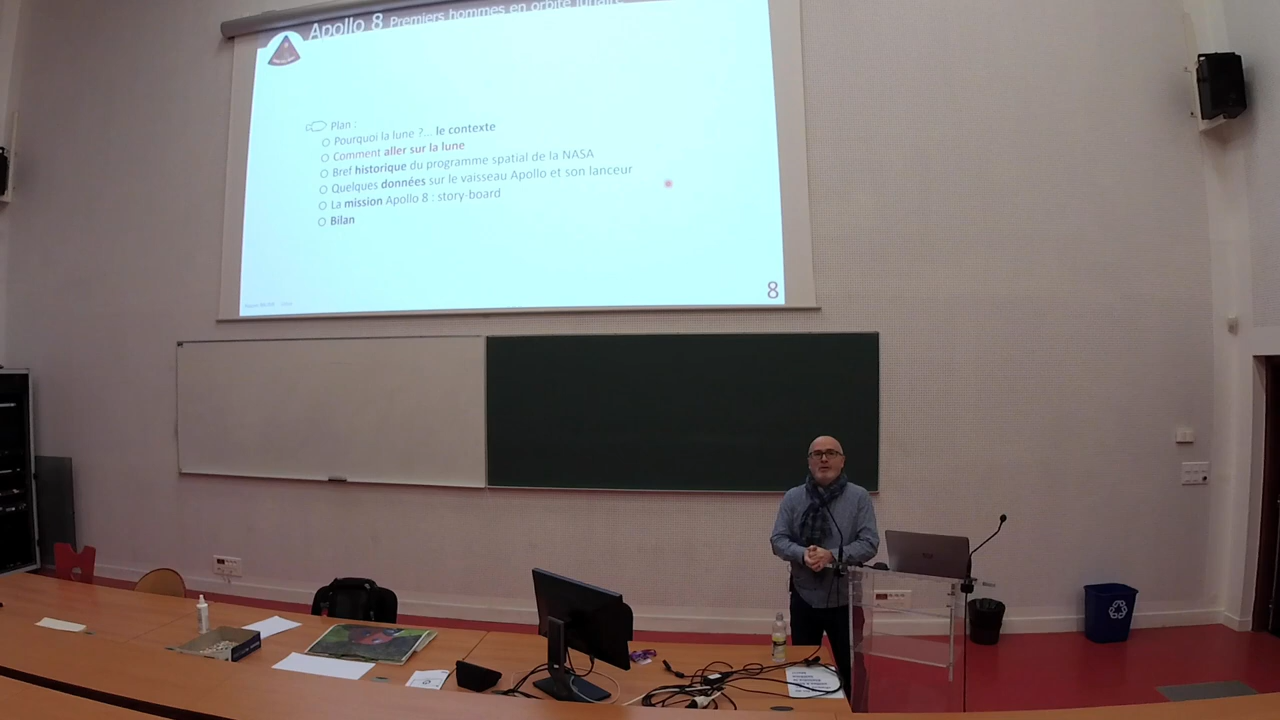 Apollo 8 Premiers hommes en orbite lunaire
Plan :
Pourquoi la lune ?... le contexte
Comment aller sur la lune
Bref historique du programme spatial de la NASA
Quelques données sur le vaisseau Apollo et son lanceur
La mission Apollo 8 : story-board
Bilan
8